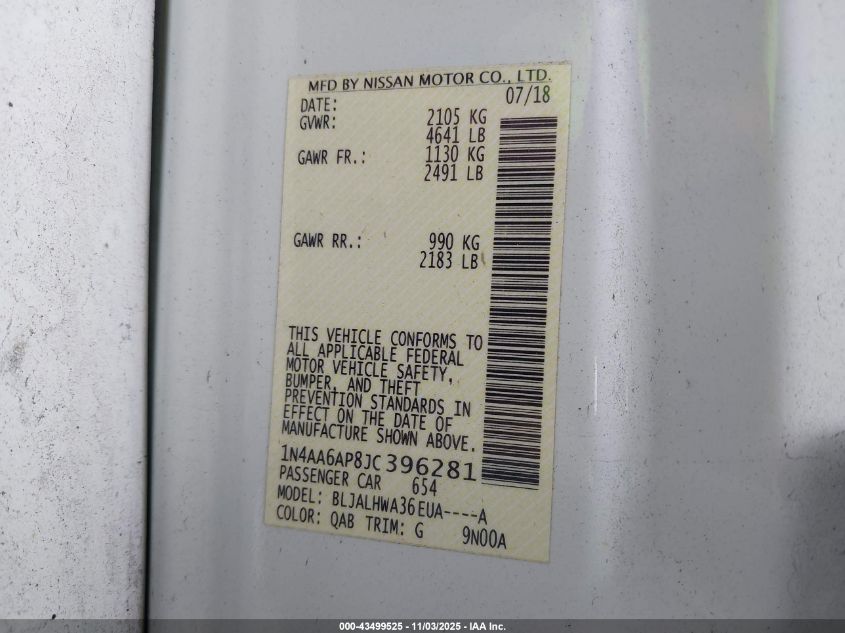 MFD BY NISSAN MOTOR CO., LTD.
DATE: 07/18
GVWR: 2105 KG
4641 LB
GAWR FR.: 1130 KG
2491 LB
GAWR RR.: 990 KG
2183 LB
THIS VEHICLE CONFORMS TO
ALL APPLICABLE FEDERAL
MOTOR VEHICLE SAFETY,
BUMPER, AND THEFT
PREVENTION STANDARDS IN
EFFECT ON THE DATE OF
MANUFACTURE SHOWN ABOVE.
1N4AA6AP8JC396281
PASSENGER CAR 654
MODEL: BLJALHWA36EUA----A
COLOR: QAB TRIM: G 9N00A
000-43499525 - 11/03/2025 - IAA Inc.